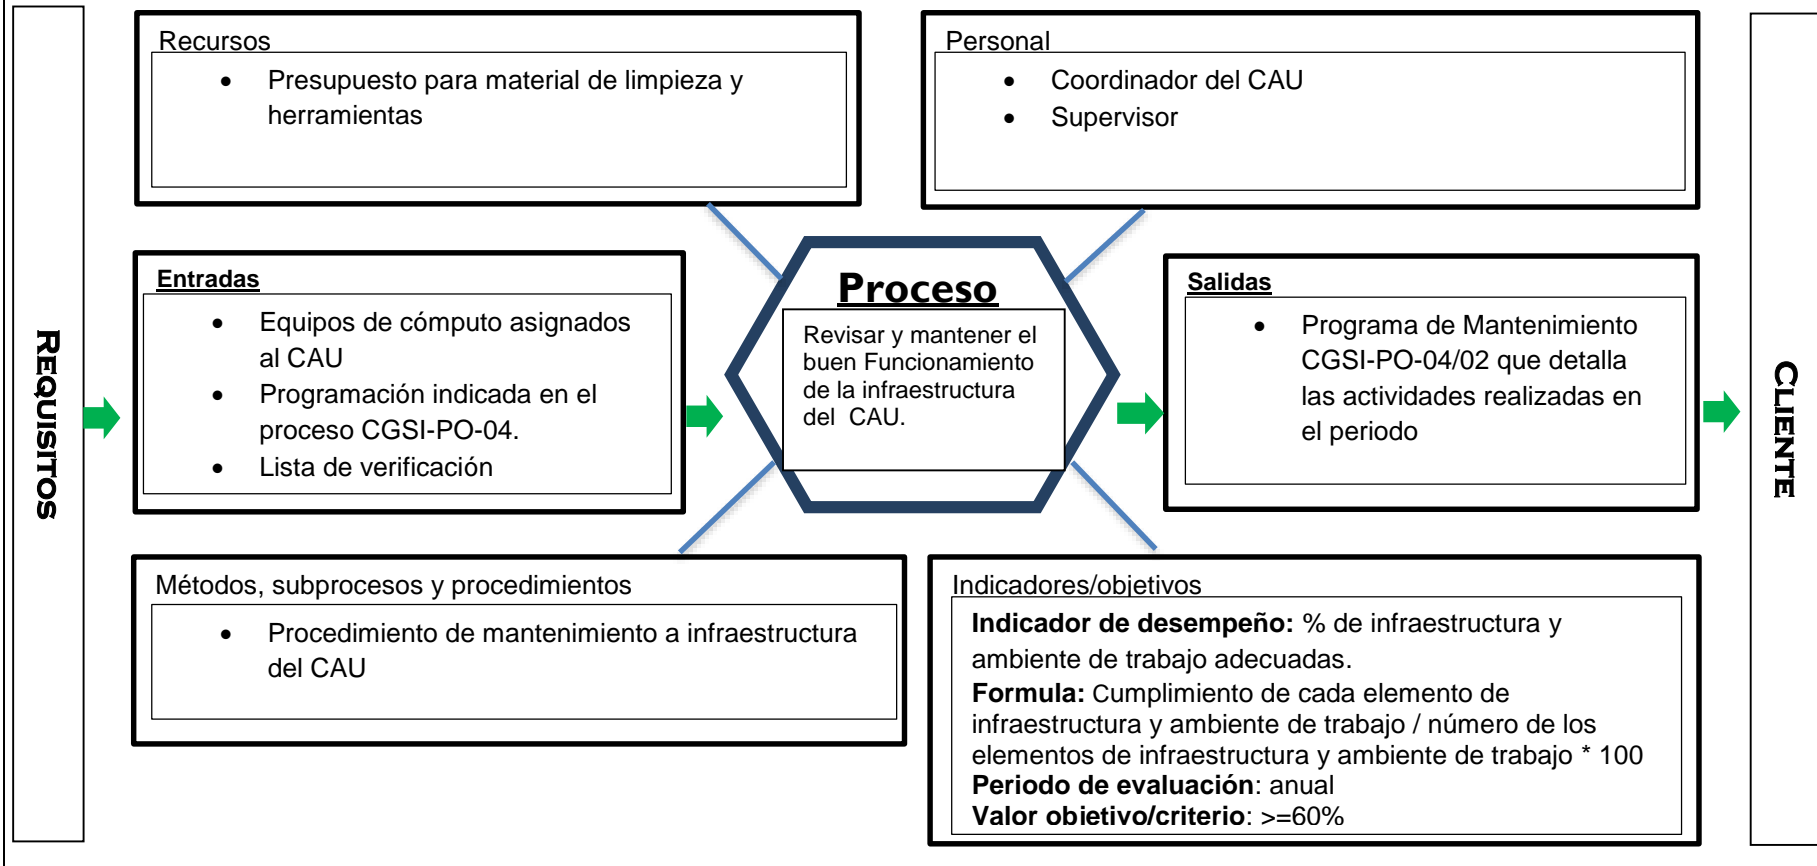 REQUISITOS
Recursos
• Presupuesto para material de limpieza y
herramientas
Personal
• Coordinador del CAU
• Supervisor
Entradas
• Equipos de cómputo asignados
al CAU
• Programación indicada en el
proceso CGSI-PO-04.
• Lista de verificación
Proceso
Revisar y mantener el
buen Funcionamiento
de la infraestructura
del CAU.
Salidas
• Programa de Mantenimiento
CGSI-PO-04/02 que detalla
las actividades realizadas en
el periodo
Métodos, subprocesos y procedimientos
• Procedimiento de mantenimiento a infraestructura
del CAU
Indicadores/objetivos
Indicador de desempeño: % de infraestructura y
ambiente de trabajo adecuadas.
Formula: Cumplimiento de cada elemento de
infraestructura y ambiente de trabajo / número de los
elementos de infraestructura y ambiente de trabajo * 100
Periodo de evaluación: anual
Valor objetivo/criterio: >=60%
CLIENTE